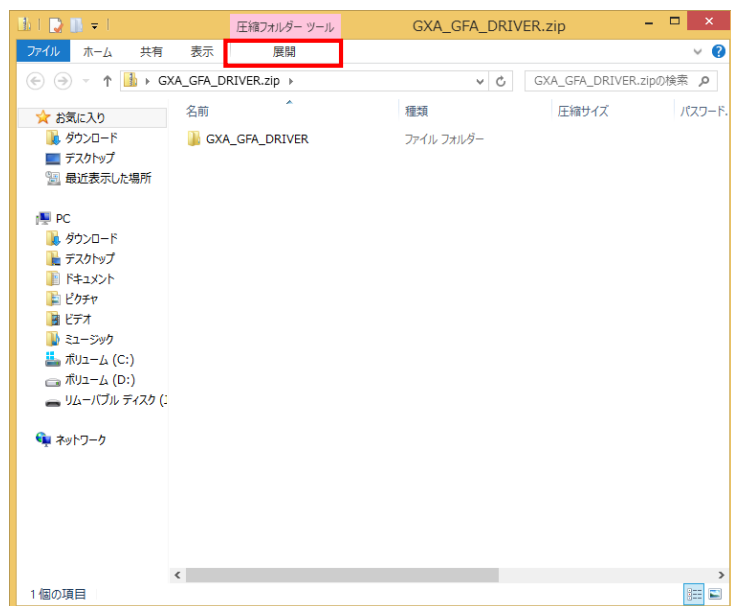 圧縮フォルダー ツール
GXA_GFA_DRIVER.zip
ファイル ホーム 共有 表示 展開
GXA_GFA_DRIVER.zip
GXA_GFA_DRIVER.zipの検索
お気に入り
ダウンロード
デスクトップ
最近表示した場所
PC
ダウンロード
デスクトップ
ドキュメント
ピクチャ
ビデオ
ミュージック
ボリューム (C:)
ボリューム (D:)
リムーバブル ディスク (
ネットワーク
名前 種類 圧縮サイズ パスワード
GXA_GFA_DRIVER ファイル フォルダー
1 個の項目